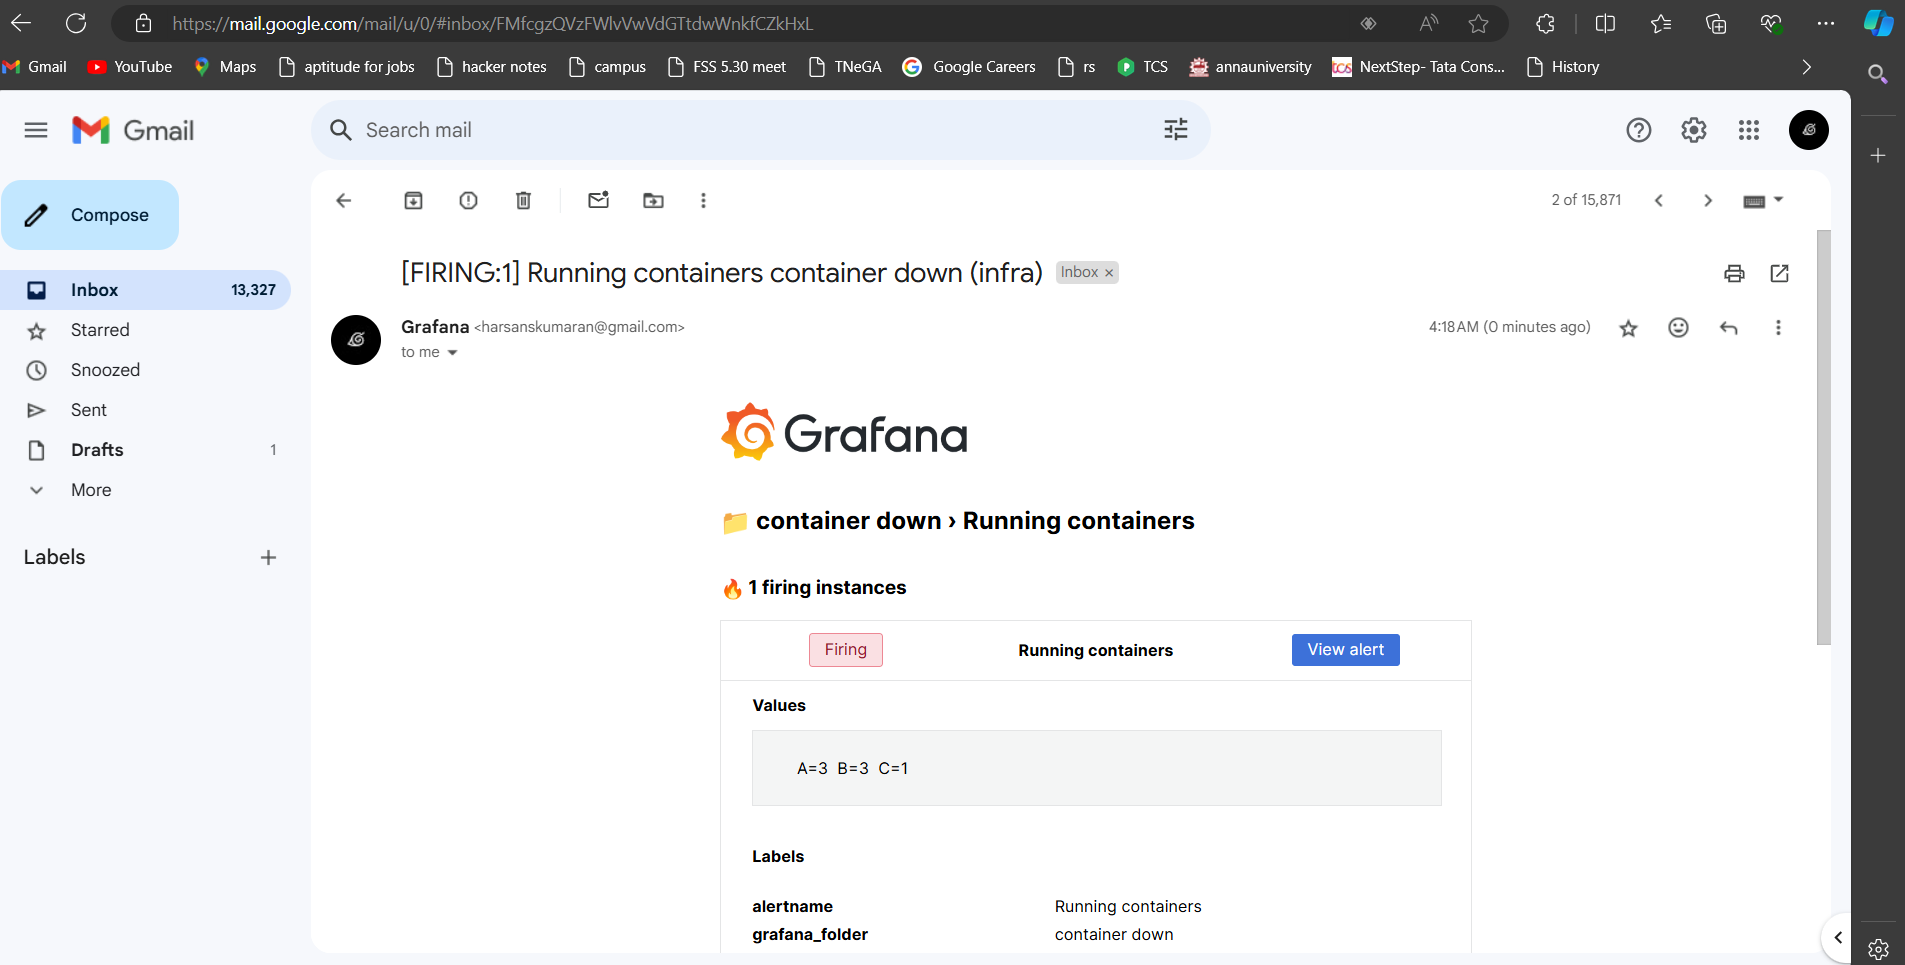 https://mail.google.com/mail/u/0/#inbox/FMfcgzQVzFWlvVwVdGTtdwWnkfCZkHxL
Gmail YouTube Maps aptitude for jobs hacker notes campus FSS 5.30 meet TNeGA Google Careers rs TCS annauniversity NextStep- Tata Cons... History
Gmail
Search mail
Compose
2 of 15,871
[FIRING:1] Running containers container down (infra) Inbox ×
Inbox 13,327
Starred
Snoozed
Sent
Drafts 1
More
Labels
Grafana <harsanskumaran@gmail.com> 4:18 AM (0 minutes ago)
to me
Grafana
container down › Running containers
1 firing instances
Firing Running containers View alert
Values
A=3 B=3 C=1
Labels
alertname Running containers
grafana_folder container down